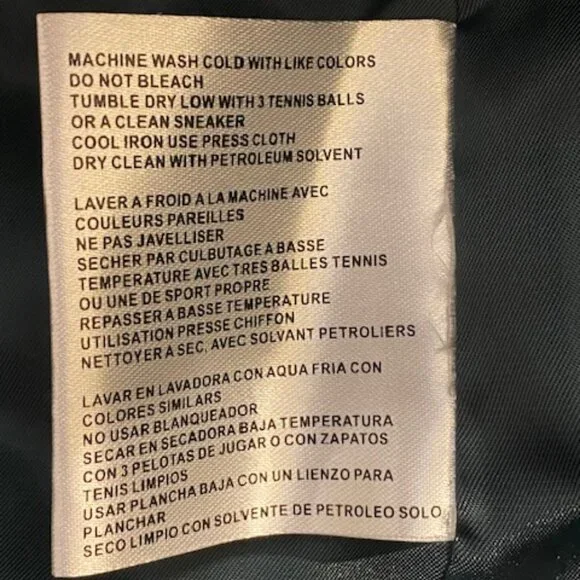 MACHINE WASH COLD WITH LIKE COLORS
DO NOT BLEACH
TUMBLE DRY LOW WITH 3 TENNIS BALLS
OR A CLEAN SNEAKER
COOL IRON USE PRESS CLOTH
DRY CLEAN WITH PETROLEUM SOLVENT
LAVER A FROID A LA MACHINE AVEC
COULEURS PAREILLES
NE PAS JAVELLISER
SECHER PAR CULBUTAGE A BASSE
TEMPERATURE AVEC TRES BALLES TENNIS
OU UNE DE SPORT PROPRE
REPASSER A BASSE TEMPERATURE
UTILISATION PRESSE CHIFFON
NETTOYER A SEC, AVEC SOLVANT PETROLIERS
LAVAR EN LAVADORA CON AQUA FRIA CON
COLORES SIMILARS
NO USAR BLANQUEADOR
SECAR EN SECADORA BAJA TEMPERATURA
CON 3 PELOTAS DE JUGAR O CON ZAPATOS
TENIS LIMPIOS
USAR PLANCHA BAJA CON UN LIENZO PARA
PLANCHAR
SECO LIMPIO CON SOLVENTE DE PETROLEO SOLO